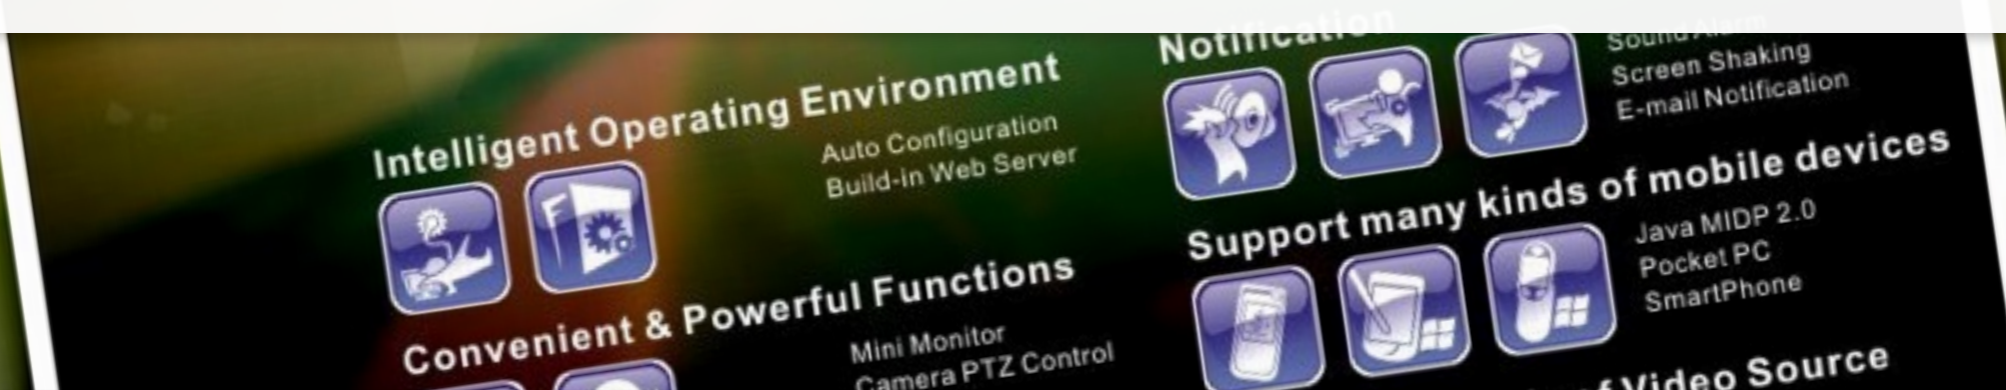 Intelligent Operating Environment
Auto Configuration
Build-in Web Server
F
Convenient & Powerful Functions
Mini Monitor
Camera PTZ Control
Notification
Sound Alarm
Screen Shaking
E-mail Notification
Support many kinds of mobile devices
Java MIDP 2.0
Pocket PC
SmartPhone
of Video Source